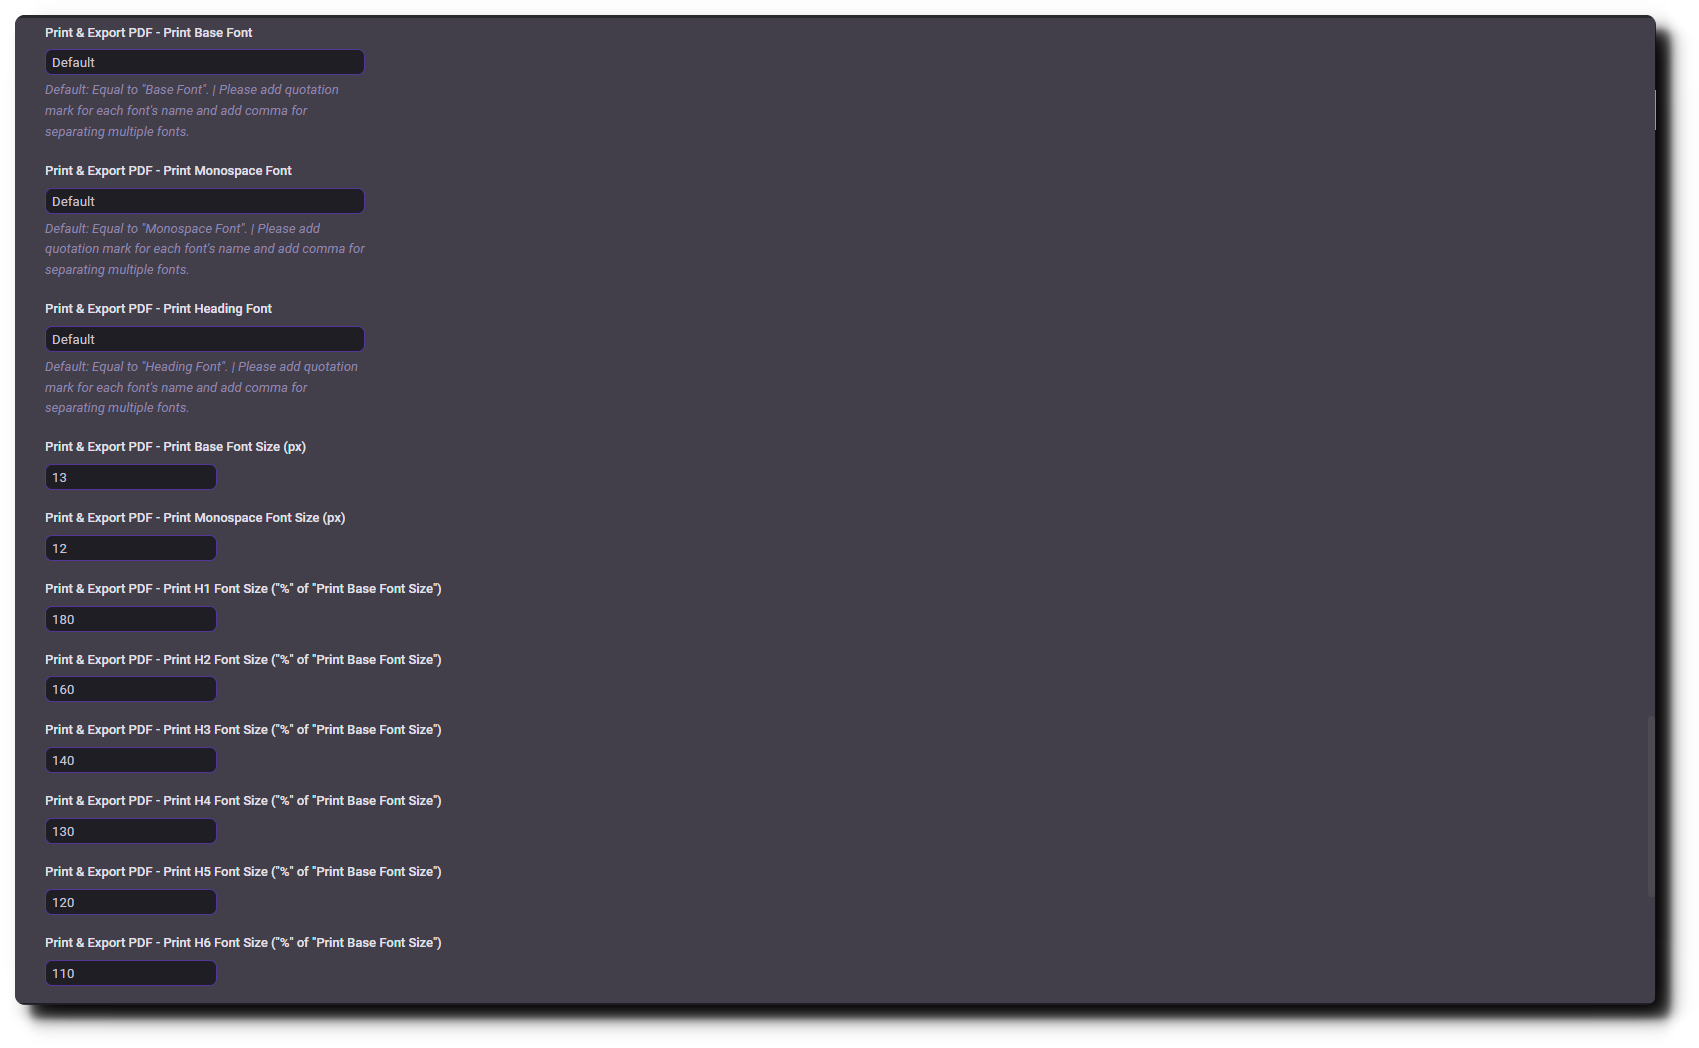 Print & Export PDF - Print Base Font
Default
Default: Equal to "Base Font". | Please add quotation
mark for each font's name and add comma for
separating multiple fonts.
Print & Export PDF - Print Monospace Font
Default
Default: Equal to "Monospace Font". | Please add
quotation mark for each font's name and add comma for
separating multiple fonts.
Print & Export PDF - Print Heading Font
Default
Default: Equal to "Heading Font". | Please add quotation
mark for each font's name and add comma for
separating multiple fonts.
Print & Export PDF - Print Base Font Size (px)
13
Print & Export PDF - Print Monospace Font Size (px)
12
Print & Export PDF - Print H1 Font Size ("%" of "Print Base Font Size")
180
Print & Export PDF - Print H2 Font Size ("%" of "Print Base Font Size")
160
Print & Export PDF - Print H3 Font Size ("%" of "Print Base Font Size")
140
Print & Export PDF - Print H4 Font Size ("%" of "Print Base Font Size")
130
Print & Export PDF - Print H5 Font Size ("%" of "Print Base Font Size")
120
Print & Export PDF - Print H6 Font Size ("%" of "Print Base Font Size")
110